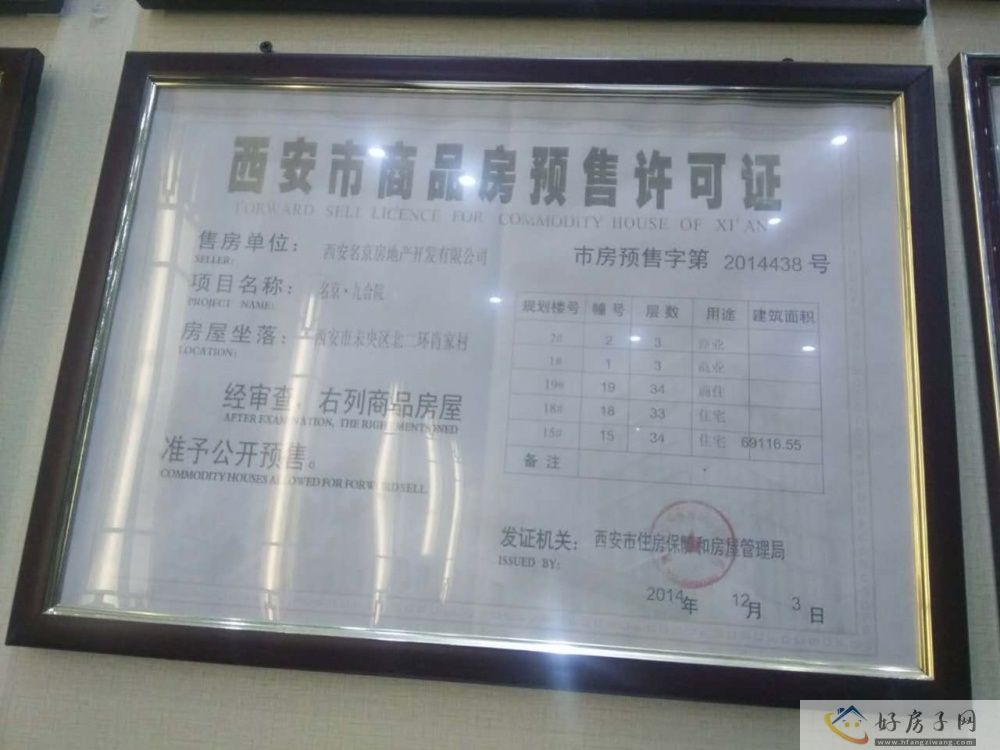 西安市商品房预售许可证
FORWARD SELL LICENCE FOR COMMODITY HOUSE OF XI'AN
售房单位：西安名京房地产开发有限公司
SELLER:
项目名称：名京·九合院
PROJECT NAME:
房屋坐落：西安市未央区北二环肖家村
LOCATION:
经审查，右列商品房屋
AFTER EXAMINATION, THE RIGHT MENTIONED
准予公开预售。
COMMODITY HOUSES ALLOWED FOR FORWARD SELL
市房预售字第 2014438 号
规划楼号 幢号 层数 用途 建筑面积
2# 2 3 商业
1# 1 3 商业
19# 19 34 商住
18# 18 33 住宅
15# 15 34 住宅 69116.55
备注
发证机关：西安市住房保障和房屋管理局
ISSUED BY:
2014年 12月 3日
好房子网
www.hfangziwang.com